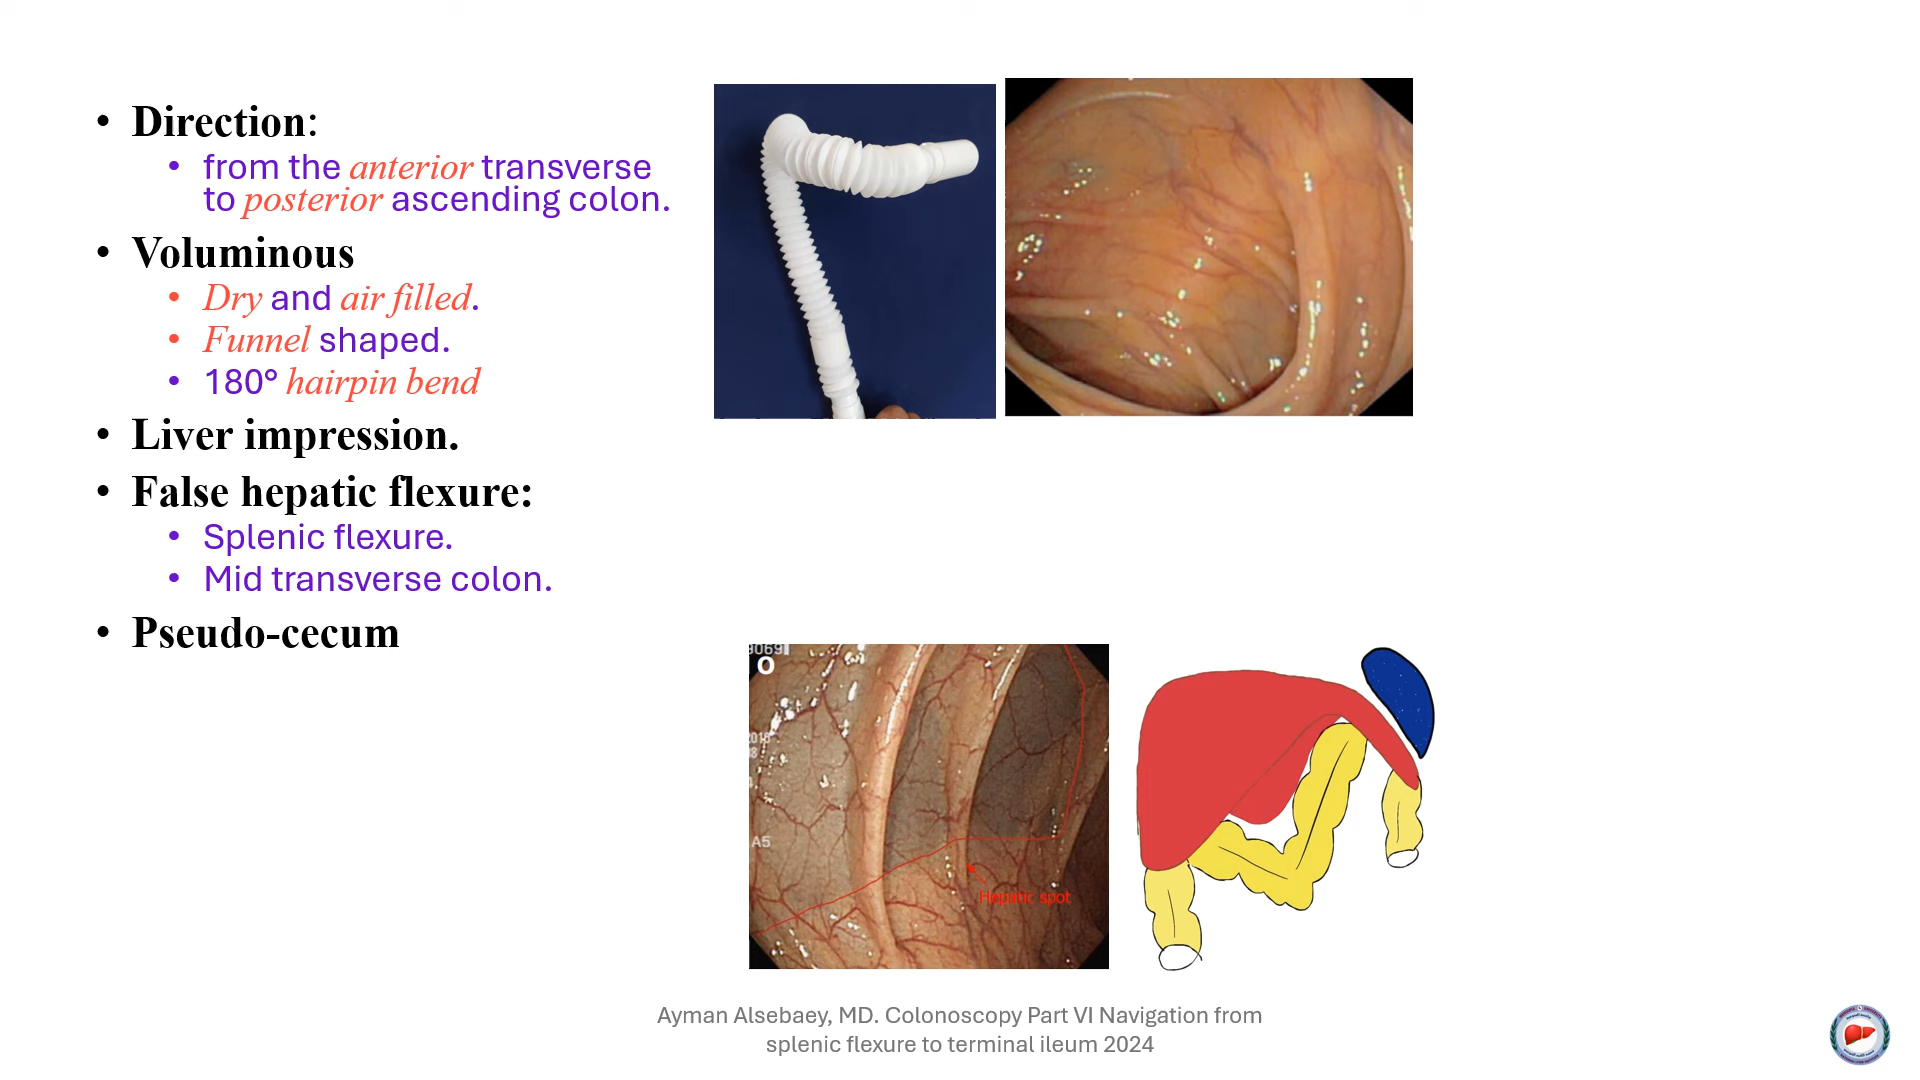 • Direction:
• from the anterior transverse
to posterior ascending colon.
• Voluminous
• Dry and air filled.
• Funnel shaped.
• 180° hairpin bend
• Liver impression.
• False hepatic flexure:
• Splenic flexure.
• Mid transverse colon.
• Pseudo-cecum
O
A5
Hepatic spot
Ayman Alsebaey, MD. Colonoscopy Part VI Navigation from
splenic flexure to terminal ileum 2024